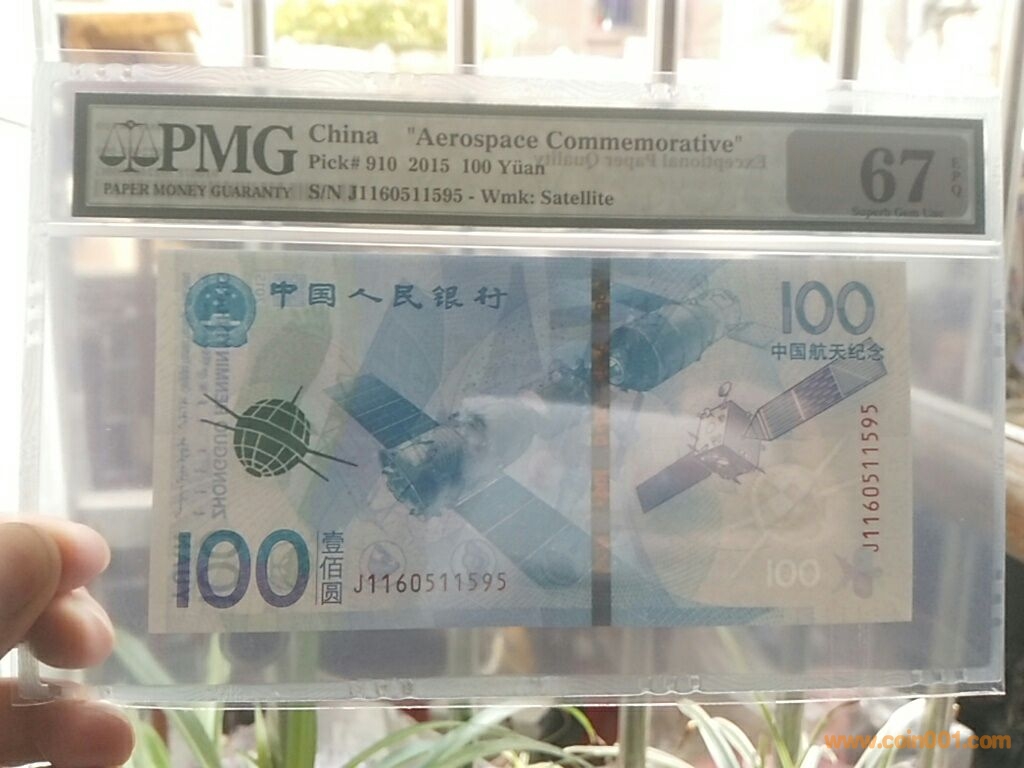 PMG
PAPER MONEY GUARANTY
China "Aerospace Commemorative"
Pick# 910 2015 100 Yüan
S/N J1160511595 - Wmk: Satellite
Exceptional Paper Quality
67
EPQ
Superb Gem Unc
中国人民银行
100
中国航天纪念
J1160511595
100
壹佰圆
J1160511595
100
ZHONGGUO RENMIN
www.coin001.com